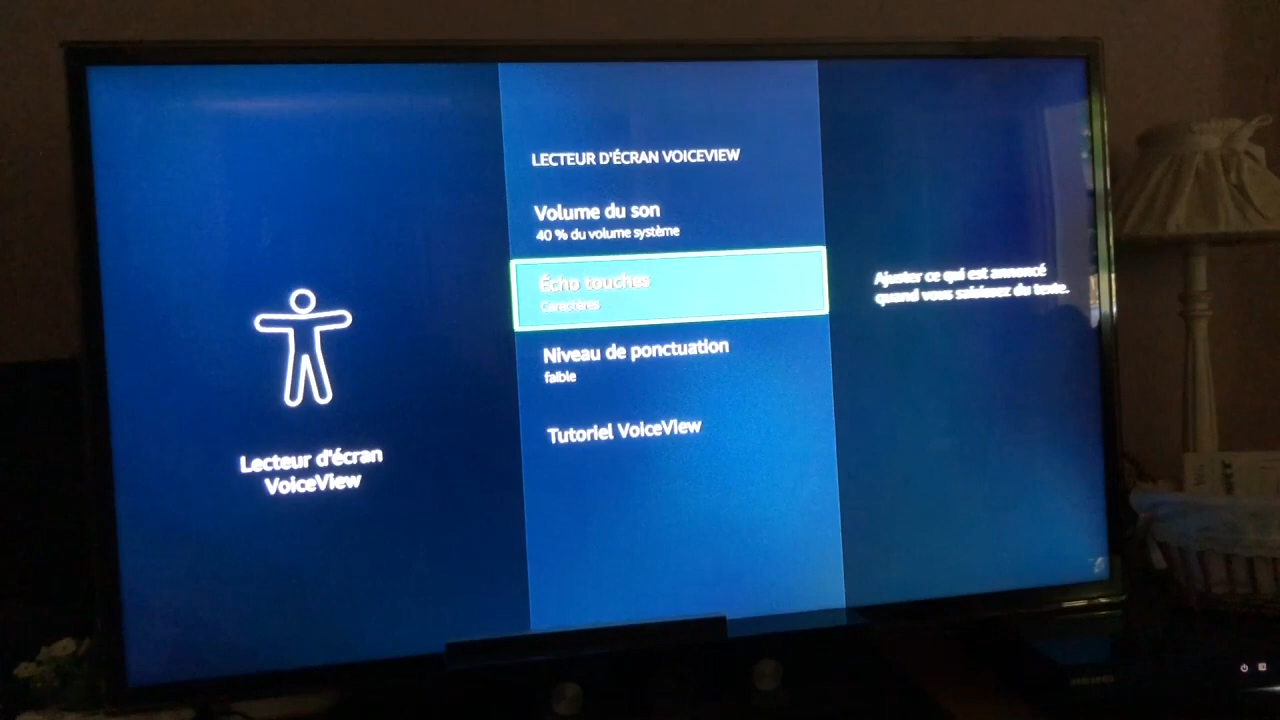 LECTEUR D'ÉCRAN VOICEVIEW
Volume du son
40 % du volume système
Écho touches
Caractères
Niveau de ponctuation
faible
Tutoriel VoiceView
Lecteur d'écran
VoiceView
Ajuster ce qui est annoncé
quand vous saisissez du texte.